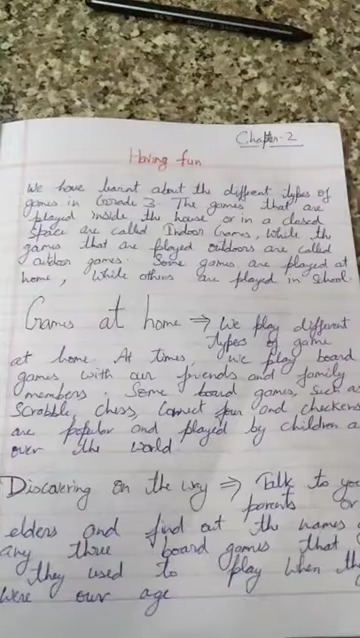 Chapter-2
Having fun
We have learnt about the different types of
games in Grade 3. The games that are
played inside the house or in a closed
space are called Indoor Games, While the
games that are played outdoors are called
outdoor games. Some games are played at
home, While others are played in School.
Games at home ⇒ We play different
types of game
at home. At times, We play board
games with our friends and family
members. Some board games, such as
Scrabble, chess, Connect four and checkers
are popular and played by children a
over the world
Discovering on the way ⇒ Talk to you
parents or
elders and find out the names o
any three board games that
they used to play when the
Were our age